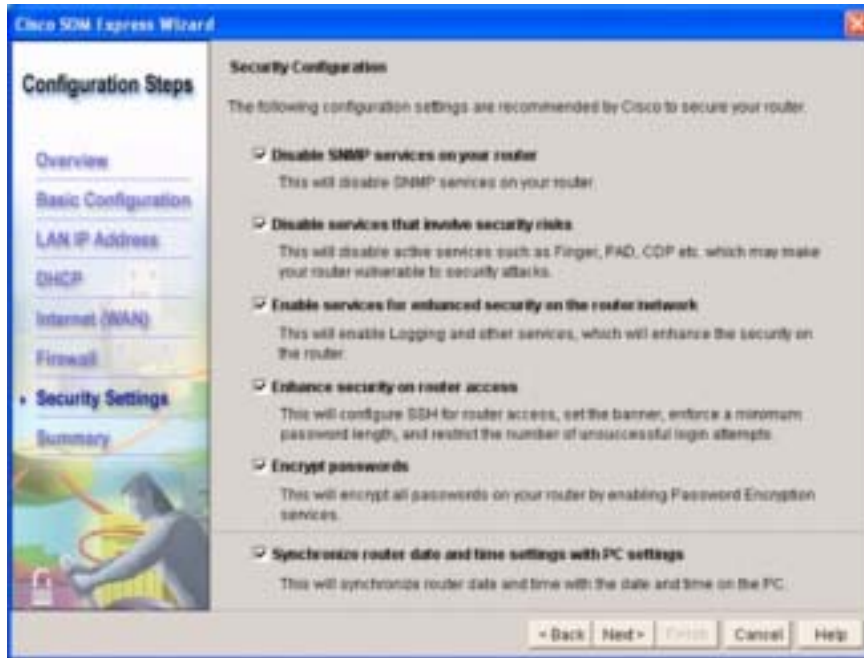 Cisco SDM Express Wizard
Configuration Steps
Overview
Basic Configuration
LAN IP Address
DHCP
Internet (WAN)
Firewall
Security Settings
Summary
Security Configuration
The following configuration settings are recommended by Cisco to secure your router.
Disable SNMP services on your router
This will disable SNMP services on your router.
Disable services that involve security risks
This will disable active services such as Finger, PAD, CDP etc. which may make
your router vulnerable to security attacks.
Enable services for enhanced security on the router/network
This will enable Logging and other services, which will enhance the security on
the router.
Enhance security on router access
This will configure SSH for router access, set the banner, enforce a minimum
password length, and restrict the number of unsuccessful login attempts.
Encrypt passwords
This will encrypt all passwords on your router by enabling Password Encryption
services.
Synchronize router date and time settings with PC settings
This will synchronize router date and time with the date and time on the PC.
< Back Next > Finish Cancel Help